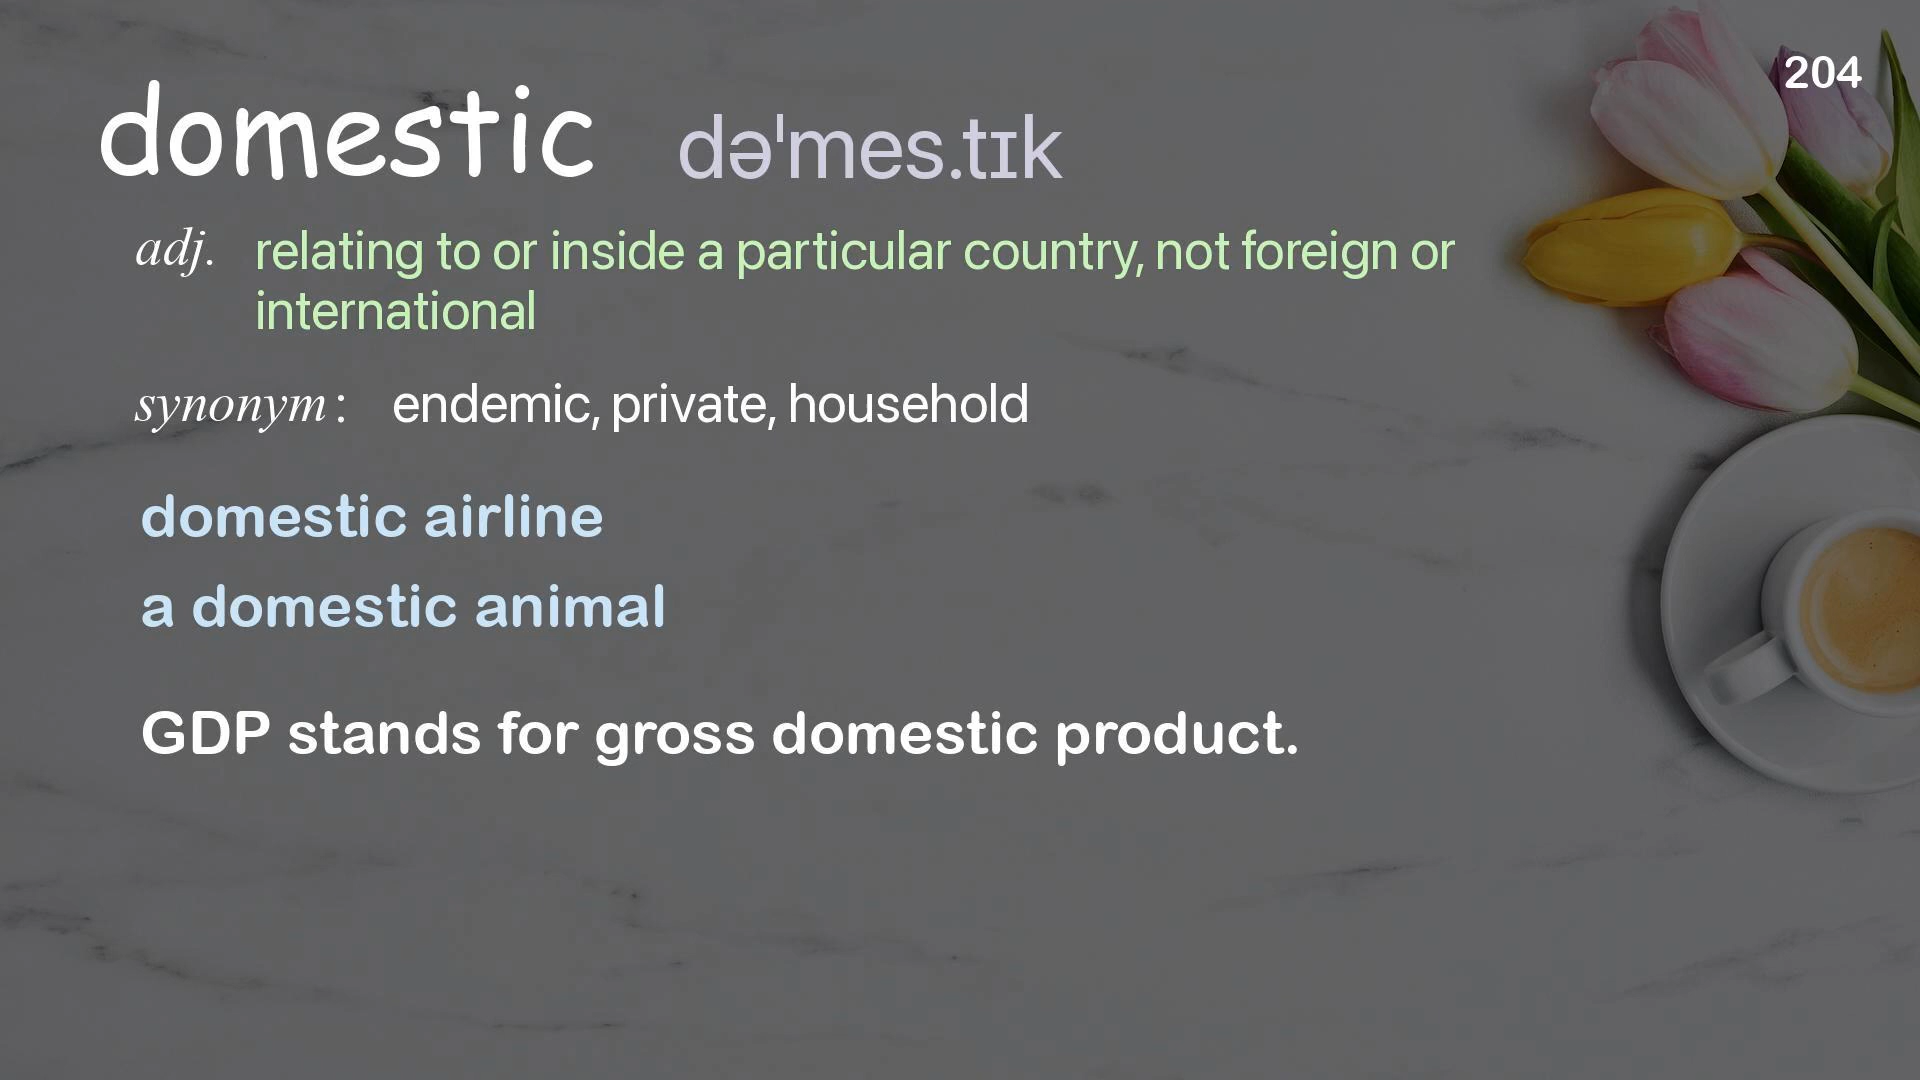 204
domestic dəˈmes.tɪk
adj. relating to or inside a particular country, not foreign or
international
synonym: endemic, private, household
domestic airline
a domestic animal
GDP stands for gross domestic product.